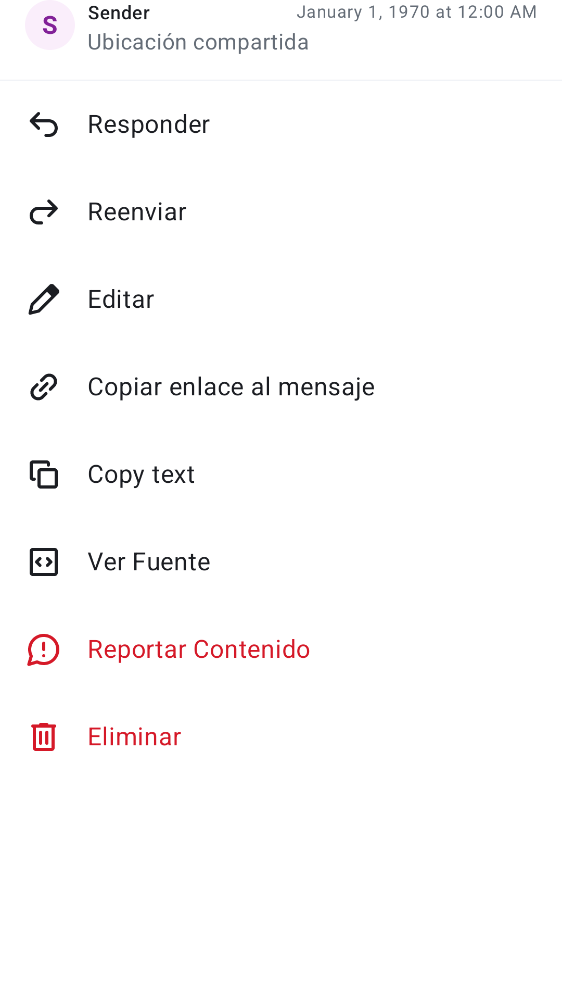 S
Sender
January 1, 1970 at 12:00 AM
Ubicación compartida
Responder
Reenviar
Editar
Copiar enlace al mensaje
Copy text
Ver Fuente
Reportar Contenido
Eliminar